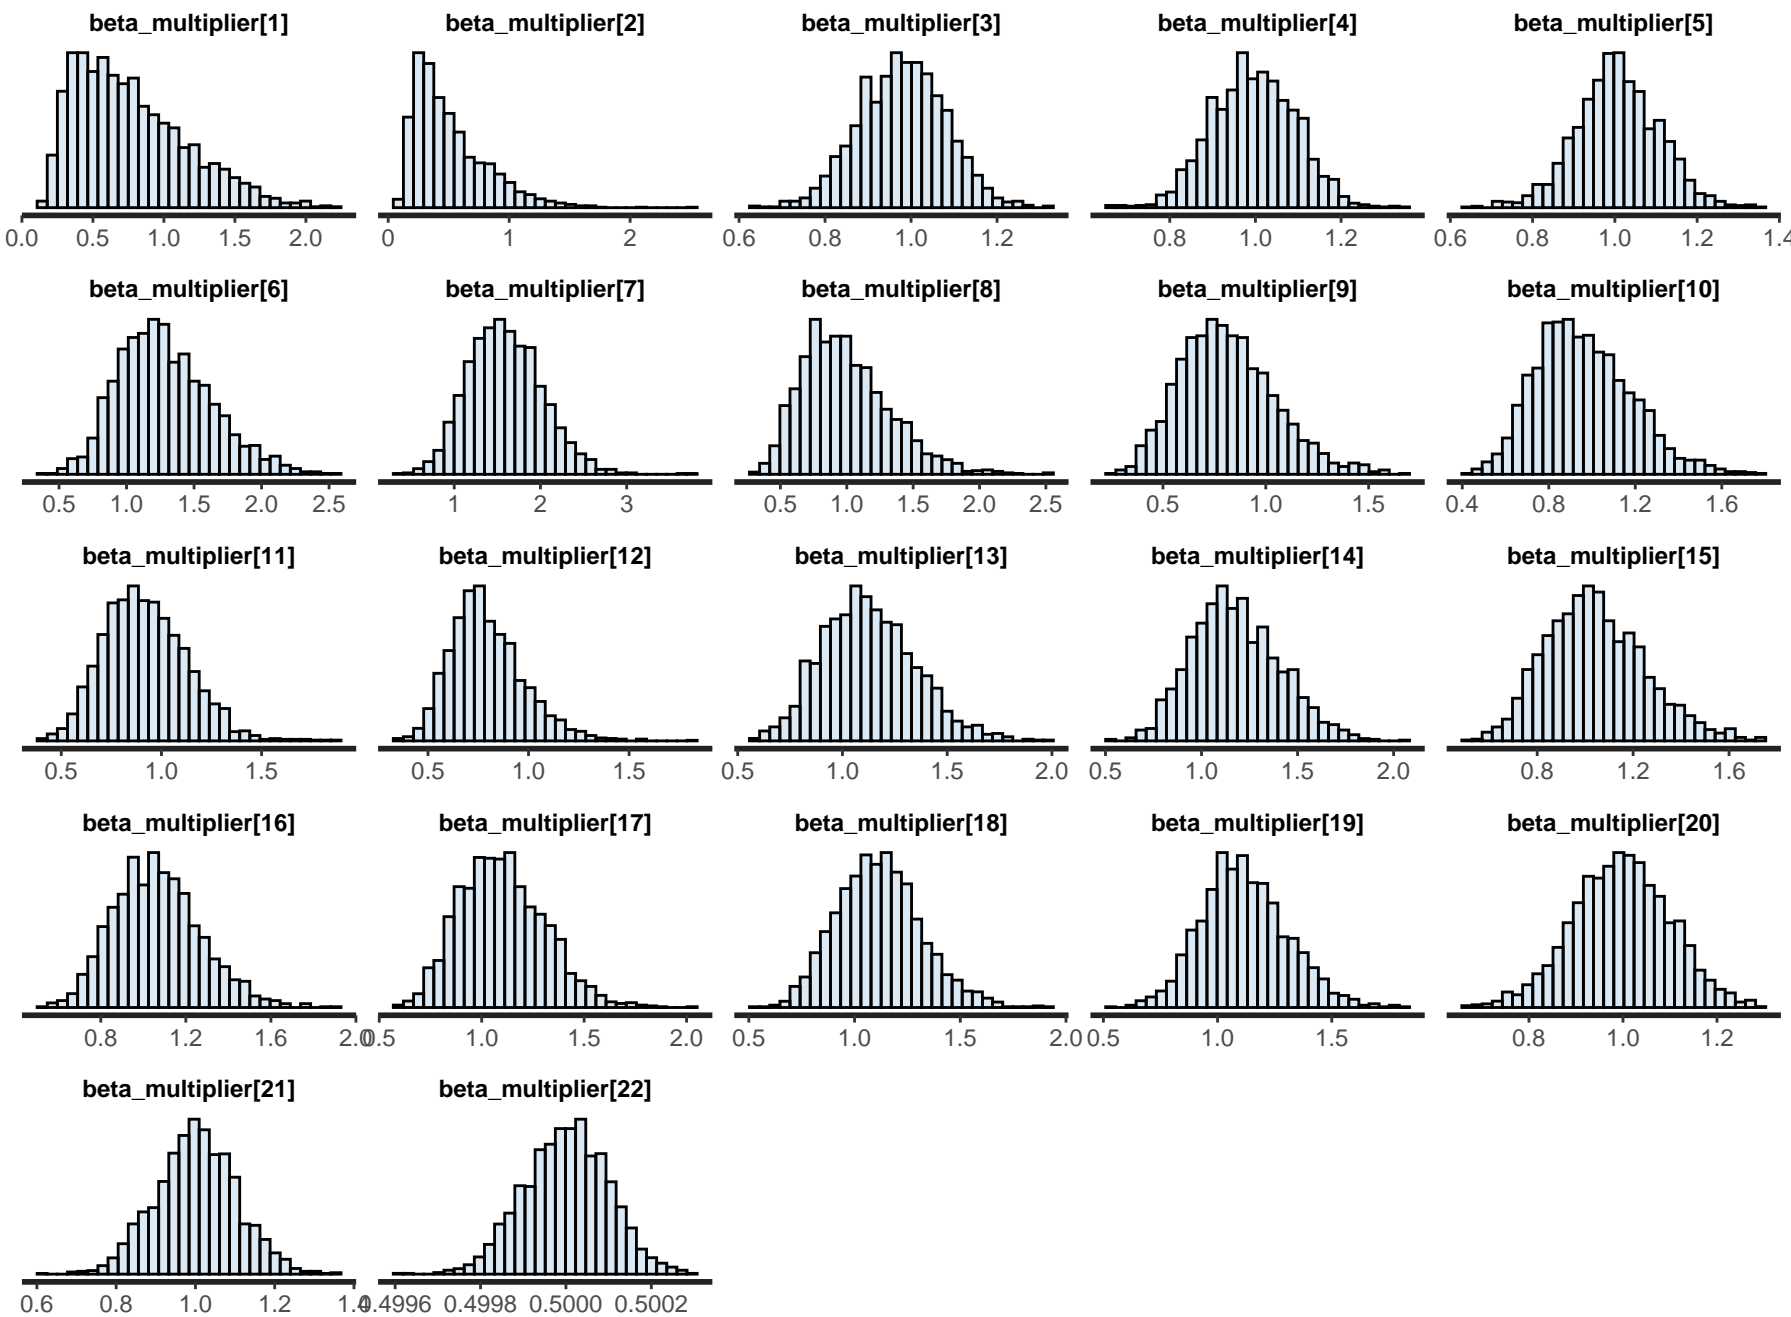 beta_multiplier[1] beta_multiplier[2] beta_multiplier[3] beta_multiplier[4] beta_multiplier[5]
0.0 0.5 1.0 1.5 2.0 0 1 2 0.6 0.8 1.0 1.2 0.8 1.0 1.2 0.6 0.8 1.0 1.2 1.4
beta_multiplier[6] beta_multiplier[7] beta_multiplier[8] beta_multiplier[9] beta_multiplier[10]
0.5 1.0 1.5 2.0 2.5 1 2 3 0.5 1.0 1.5 2.0 2.5 0.5 1.0 1.5 0.4 0.8 1.2 1.6
beta_multiplier[11] beta_multiplier[12] beta_multiplier[13] beta_multiplier[14] beta_multiplier[15]
0.5 1.0 1.5 0.5 1.0 1.5 0.5 1.0 1.5 2.0 0.5 1.0 1.5 2.0 0.8 1.2 1.6
beta_multiplier[16] beta_multiplier[17] beta_multiplier[18] beta_multiplier[19] beta_multiplier[20]
0.8 1.2 1.6 2.0 0.5 1.0 1.5 2.0 0.5 1.0 1.5 2.0 0.5 1.0 1.5 0.8 1.0 1.2
beta_multiplier[21] beta_multiplier[22]
0.6 0.8 1.0 1.2 1.4 0.4996 0.4998 0.5000 0.5002